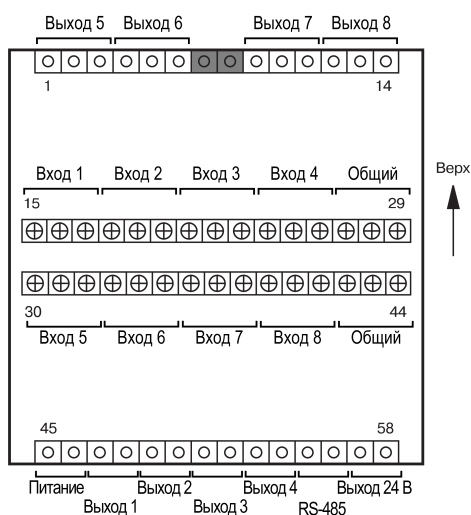 Выход 5 Выход 6 Выход 7 Выход 8
1 14
Верх
Вход 1 Вход 2 Вход 3 Вход 4 Общий
15 29
30 44
Вход 5 Вход 6 Вход 7 Вход 8 Общий
45 58
Питание Выход 2 Выход 4 Выход 24 В
Выход 1 Выход 3 RS-485